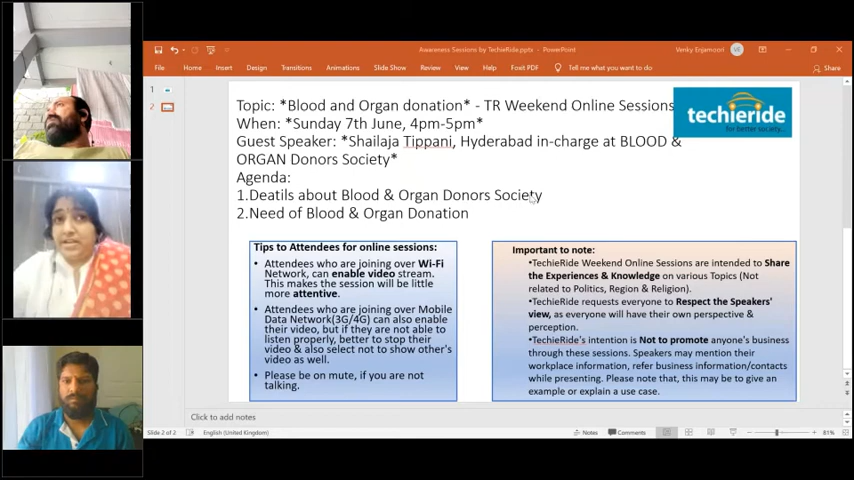 Awareness Sessions by TechieRide.pptx - PowerPoint
Venky Enjamoori
VE
File Home Insert Design Transitions Animations Slide Show Review View Help Foxit PDF Tell me what you want to do Share
1
2
Topic: *Blood and Organ donation* - TR Weekend Online Sessions
When: *Sunday 7th June, 4pm-5pm*
Guest Speaker: *Shailaja Tippani, Hyderabad in-charge at BLOOD &
ORGAN Donors Society*
Agenda:
1.Deatils about Blood & Organ Donors Society
2.Need of Blood & Organ Donation
techieride
for better society...
Tips to Attendees for online sessions:
• Attendees who are joining over Wi-Fi
Network, can enable video stream.
This makes the session will be little
more attentive.
• Attendees who are joining over Mobile
Data Network(3G/4G) can also enable
their video, but if they are not able to
listen properly, better to stop their
video & also select not to show other's
video as well.
• Please be on mute, if you are not
talking.
Important to note:
•TechieRide Weekend Online Sessions are intended to Share
the Experiences & Knowledge on various Topics (Not
related to Politics, Region & Religion).
•TechieRide requests everyone to Respect the Speakers'
view, as everyone will have their own perspective &
perception.
•TechieRide's intention is Not to promote anyone's business
through these sessions. Speakers may mention their
workplace information, refer business information/contacts
while presenting. Please note that, this may be to give an
example or explain a use case.
Click to add notes
Slide 2 of 2 English (United Kingdom) Notes Comments 81%